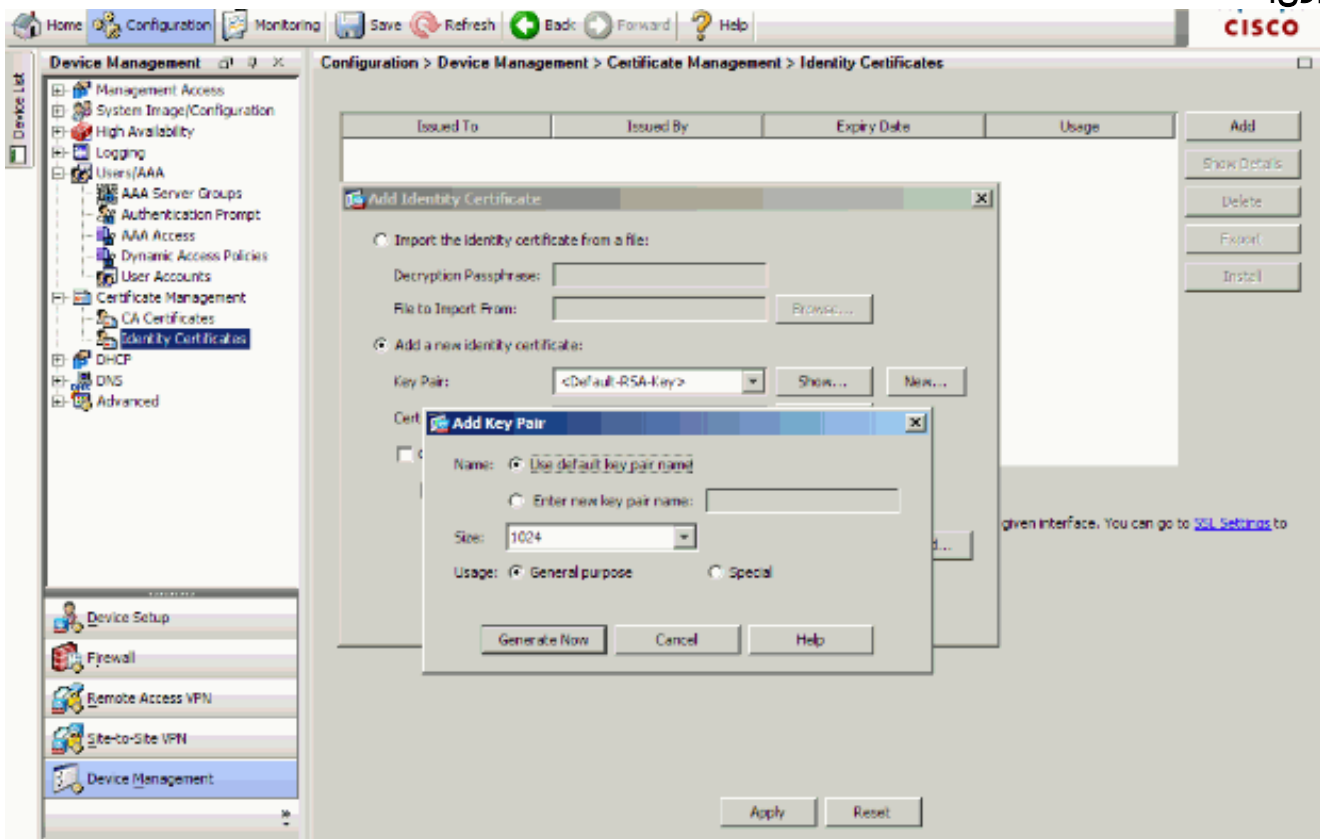 Home Configuration Monitoring Save Refresh Back Forward Help
CISCO
Device List
Device Management
Configuration > Device Management > Certificate Management > Identity Certificates
Management Access
System Image/Configuration
High Availability
Logging
Users/AAA
AAA Server Groups
Authentication Prompt
AAA Access
Dynamic Access Policies
User Accounts
Certificate Management
CA Certificates
Identity Certificates
DHCP
DNS
Advanced
Issued To Issued By Expiry Date Usage
Add
Show Details
Delete
Export
Install
Add Identity Certificate
Import the identity certificate from a file:
Decryption Passphrase:
File to Import From: Browse...
Add a new identity certificate:
Key Pair: <Default-RSA-Key> Show... New...
Cert
Add Key Pair
Name: Use default key pair name
Enter new key pair name:
Size: 1024
Usage: General purpose Special
Generate Now Cancel Help
given interface. You can go to SSL Settings to
d...
Device Setup
Firewall
Remote Access VPN
Site-to-Site VPN
Device Management
Apply Reset